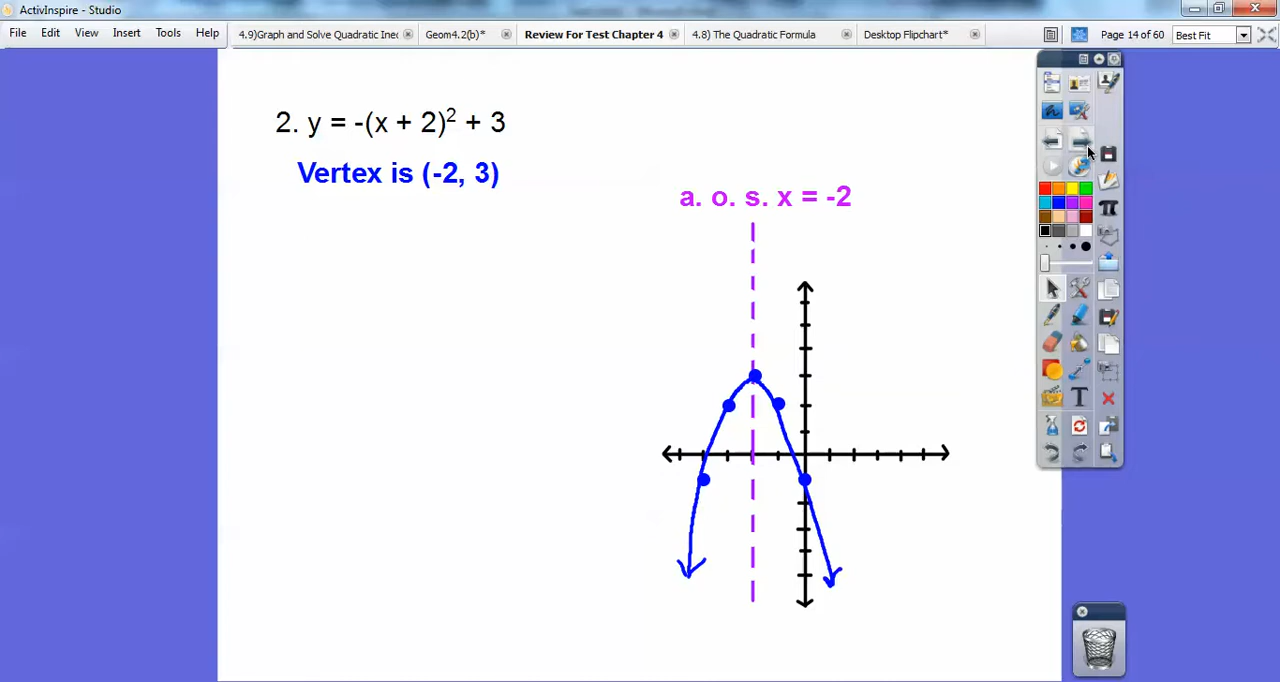 ActivInspire - Studio
File Edit View Insert Tools Help
4.9)Graph and Solve Quadratic Inec
Geom4.2(b)*
Review For Test Chapter 4
4.8) The Quadratic Formula
Desktop Flipchart*
Page 14 of 60
Best Fit
2. y = -(x + 2)² + 3
Vertex is (-2, 3)
a. o. s. x = -2